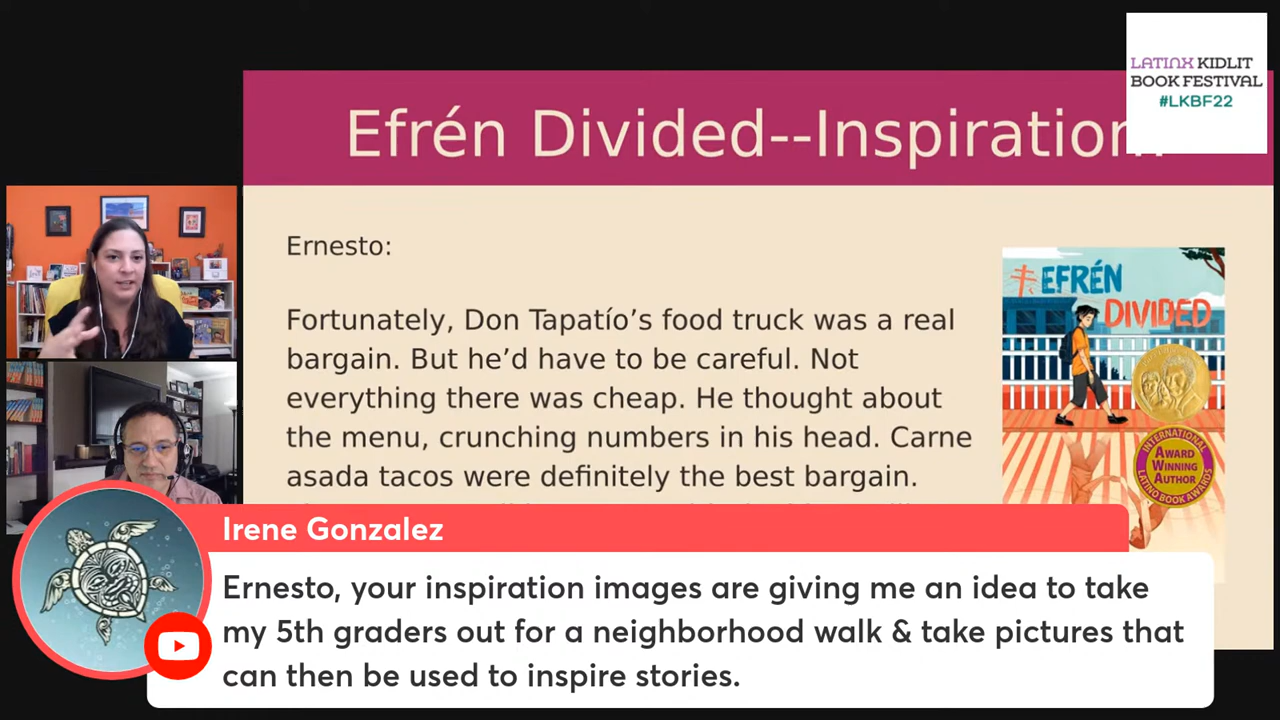 LATINX KIDLIT
BOOK FESTIVAL
#LKBF22
Efrén Divided--Inspiration
Ernesto:
Fortunately, Don Tapatío’s food truck was a real
bargain. But he’d have to be careful. Not
everything there was cheap. He thought about
the menu, crunching numbers in his head. Carne
asada tacos were definitely the best bargain.
EFRÉN
DIVIDED
INTERNATIONAL
AWARD
WINNING
AUTHOR
LATINO BOOK AWARDS
Irene Gonzalez
Ernesto, your inspiration images are giving me an idea to take
my 5th graders out for a neighborhood walk & take pictures that
can then be used to inspire stories.